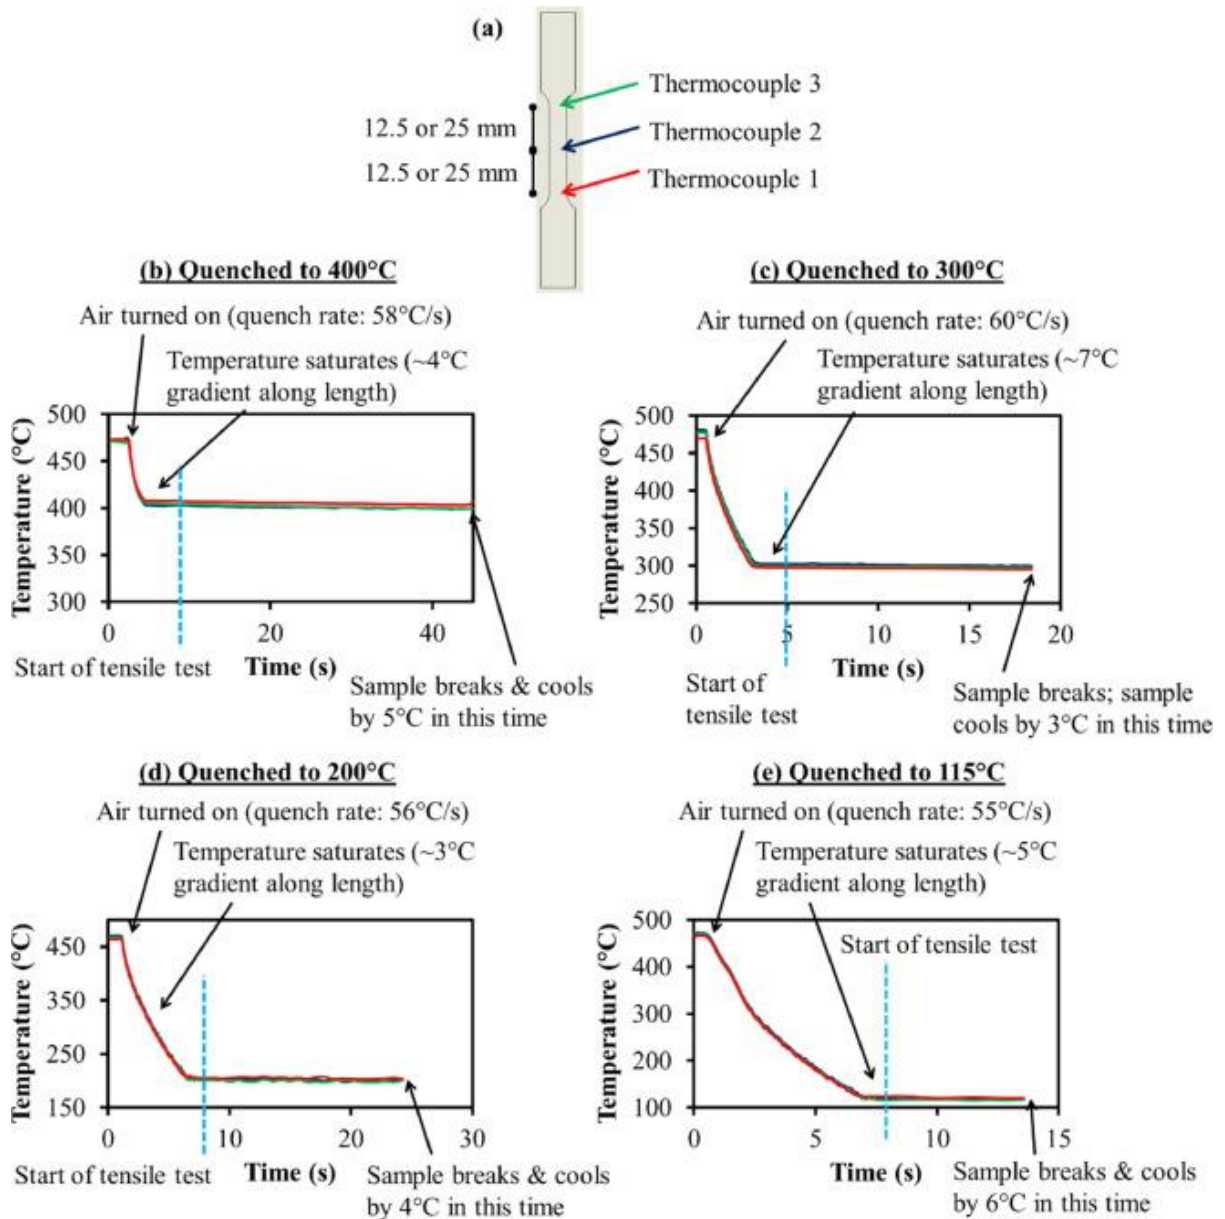 (a)
Thermocouple 3
12.5 or 25 mm
Thermocouple 2
12.5 or 25 mm
Thermocouple 1
(b) Quenched to 400°C
Air turned on (quench rate: 58°C/s)
Temperature saturates (~4°C
gradient along length)
Temperature (°C)
500
450
400
350
300
0
20
40
Time (s)
Start of tensile test
Sample breaks & cools
by 5°C in this time
(c) Quenched to 300°C
Air turned on (quench rate: 60°C/s)
Temperature saturates (~7°C
gradient along length)
Temperature (°C)
500
450
400
350
300
250
0
5
10
15
20
Time (s)
Start of
tensile test
Sample breaks; sample
cools by 3°C in this time
(d) Quenched to 200°C
Air turned on (quench rate: 56°C/s)
Temperature saturates (~3°C
gradient along length)
Temperature (°C)
450
350
250
150
0
10
20
30
Start of tensile test
Time (s)
Sample breaks & cools
by 4°C in this time
(e) Quenched to 115°C
Air turned on (quench rate: 55°C/s)
Temperature saturates (~5°C
gradient along length)
Start of tensile test
Temperature (°C)
500
400
300
200
100
0
5
10
15
Time (s)
Sample breaks & cools
by 6°C in this time